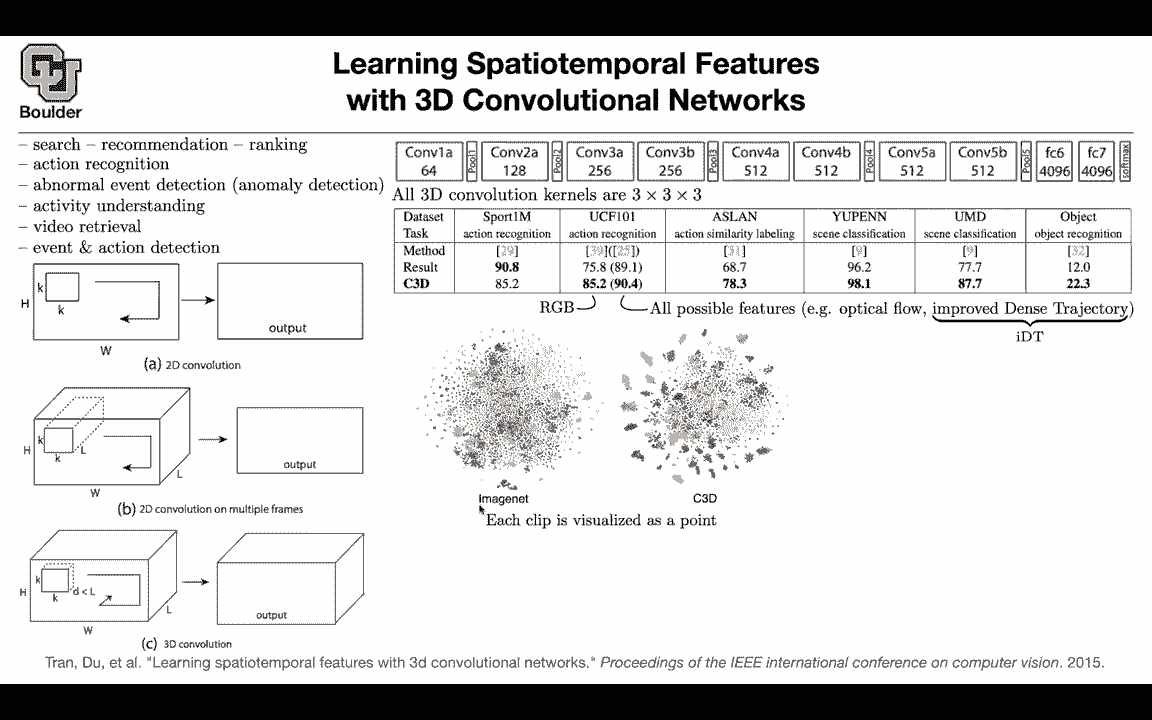 Learning Spatiotemporal Features
with 3D Convolutional Networks
Boulder
– search – recommendation – ranking
– action recognition
– abnormal event detection (anomaly detection)
– activity understanding
– video retrieval
– event & action detection
k
k
H
W
output
(a) 2D convolution
k
k
L
H
W
L
output
(b) 2D convolution on multiple frames
k
k
d < L
H
W
L
output
(c) 3D convolution
Conv1a Pool1 Conv2a Pool2 Conv3a Conv3b Pool3 Conv4a Conv4b Pool4 Conv5a Conv5b Pool5 fc6 fc7 softmax
64 128 256 256 512 512 512 512 4096 4096
All 3D convolution kernels are 3 × 3 × 3
Dataset Sport1M UCF101 ASLAN YUPENN UMD Object
Task action recognition action recognition action similarity labeling scene classification scene classification object recognition
Method [29] [39]([25]) [31] [9] [9] [32]
Result 90.8 75.8 (89.1) 68.7 96.2 77.7 12.0
C3D 85.2 85.2 (90.4) 78.3 98.1 87.7 22.3
RGB All possible features (e.g. optical flow, improved Dense Trajectory)
iDT
Imagenet C3D
Each clip is visualized as a point
Tran, Du, et al. "Learning spatiotemporal features with 3d convolutional networks." Proceedings of the IEEE international conference on computer vision. 2015.